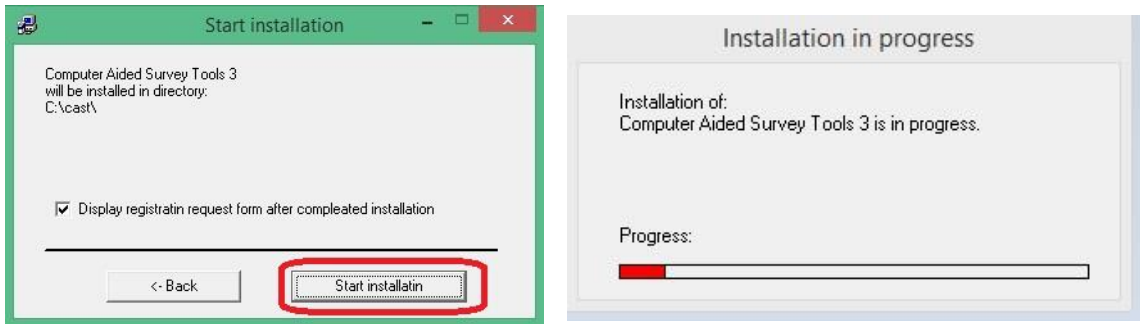 Start installation
Computer Aided Survey Tools 3
will be installed in directory:
C:\cast\
Display registratin request form after compleated installation
<- Back
Start installatin
Installation in progress
Installation of:
Computer Aided Survey Tools 3 is in progress.
Progress: